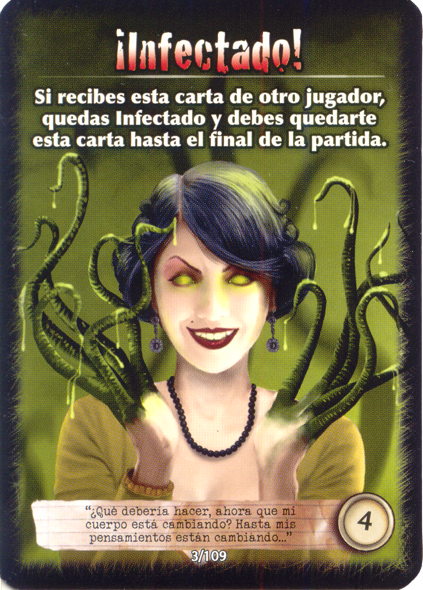 ¡Infectado!
Si recibes esta carta de otro jugador,
quedas Infectado y debes quedarte
esta carta hasta el final de la partida.
“¿Qué debería hacer, ahora que mi
cuerpo está cambiando? Hasta mis
pensamientos están cambiando...”
4
3/109